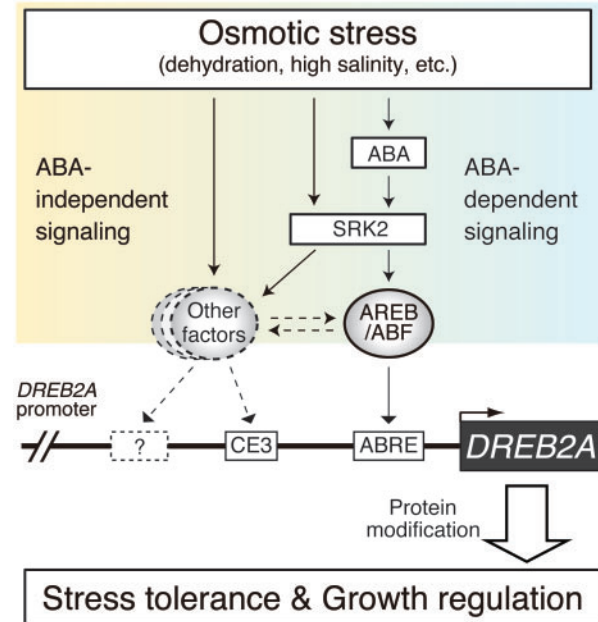 Osmotic stress
(dehydration, high salinity, etc.)
ABA-
independent
signaling
ABA
ABA-
dependent
signaling
SRK2
Other
factors
AREB
/ABF
DREB2A
promoter
?
CE3
ABRE
DREB2A
Protein
modification
Stress tolerance & Growth regulation